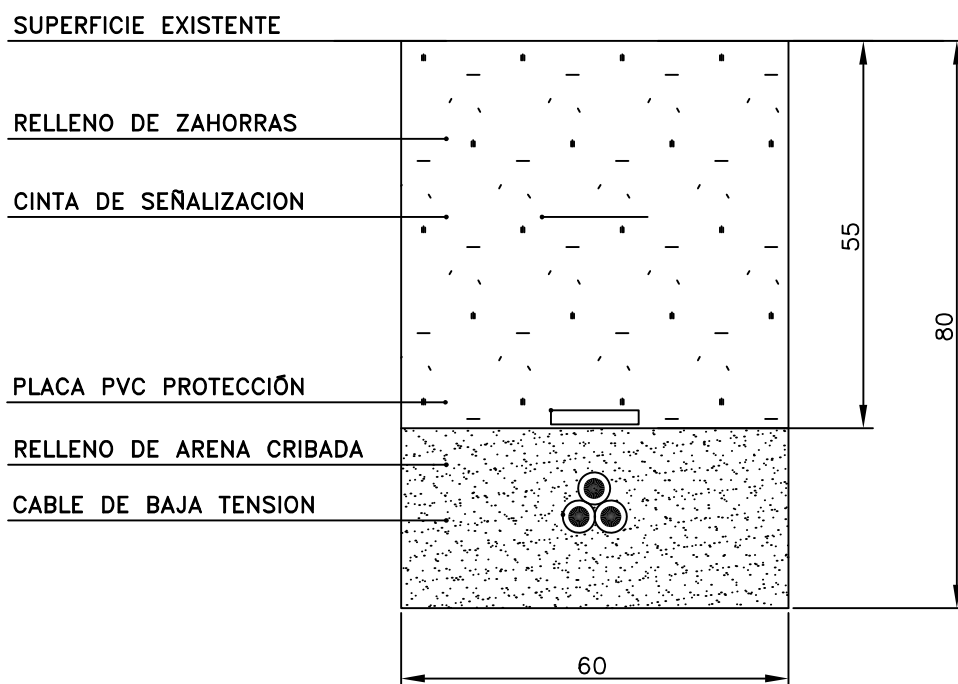 SUPERFICIE EXISTENTE
RELLENO DE ZAHORRAS
CINTA DE SEÑALIZACION
PLACA PVC PROTECCIÓN
RELLENO DE ARENA CRIBADA
CABLE DE BAJA TENSION
55
80
60